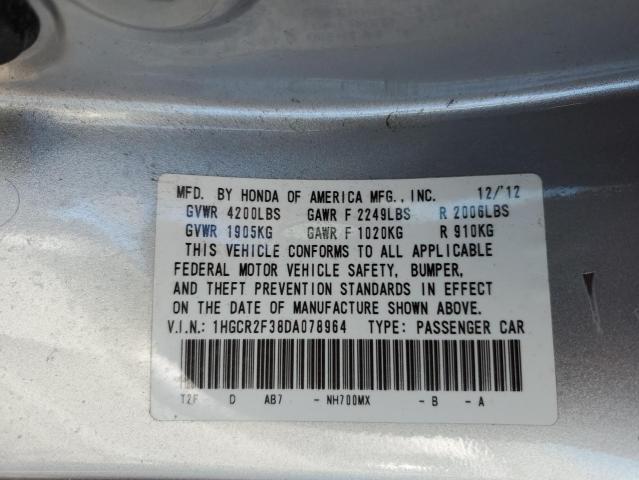 MFD. BY HONDA OF AMERICA MFG., INC. 12/'12
GVWR 4200LBS GAWR F 2249LBS R 2006LBS
GVWR 1905KG GAWR F 1020KG R 910KG
THIS VEHICLE CONFORMS TO ALL APPLICABLE
FEDERAL MOTOR VEHICLE SAFETY, BUMPER,
AND THEFT PREVENTION STANDARDS IN EFFECT
ON THE DATE OF MANUFACTURE SHOWN ABOVE.
V.I.N.: 1HGCR2F38DA078964 TYPE: PASSENGER CAR
T2F D AB7 - NH700MX - B - A